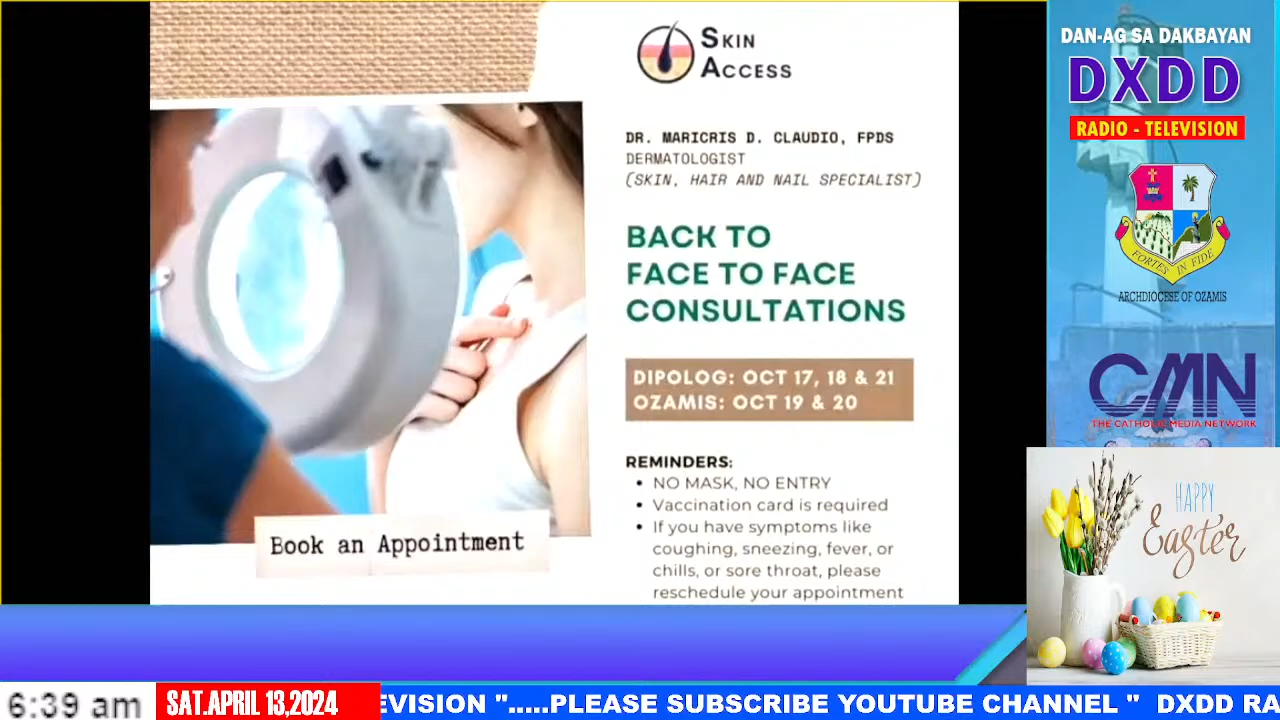 SKIN
ACCESS
DR. MARICRIS D. CLAUDIO, FPDS
DERMATOLOGIST
(SKIN, HAIR AND NAIL SPECIALIST)
BACK TO
FACE TO FACE
CONSULTATIONS
DIPOLOG: OCT 17, 18 & 21
OZAMIS: OCT 19 & 20
REMINDERS:
• NO MASK, NO ENTRY
• Vaccination card is required
• If you have symptoms like
coughing, sneezing, fever, or
chills, or sore throat, please
reschedule your appointment
Book an Appointment
DAN-AG SA DAKBAYAN
DXDD
RADIO - TELEVISION
FORTES IN FIDE
ARCHDIOCESE OF OZAMIS
CMN
THE CATHOLIC MEDIA NETWORK
HAPPY
Easter
6:39 am
SAT.APRIL 13,2024
EVISION ".....PLEASE SUBSCRIBE YOUTUBE CHANNEL " DXDD RA